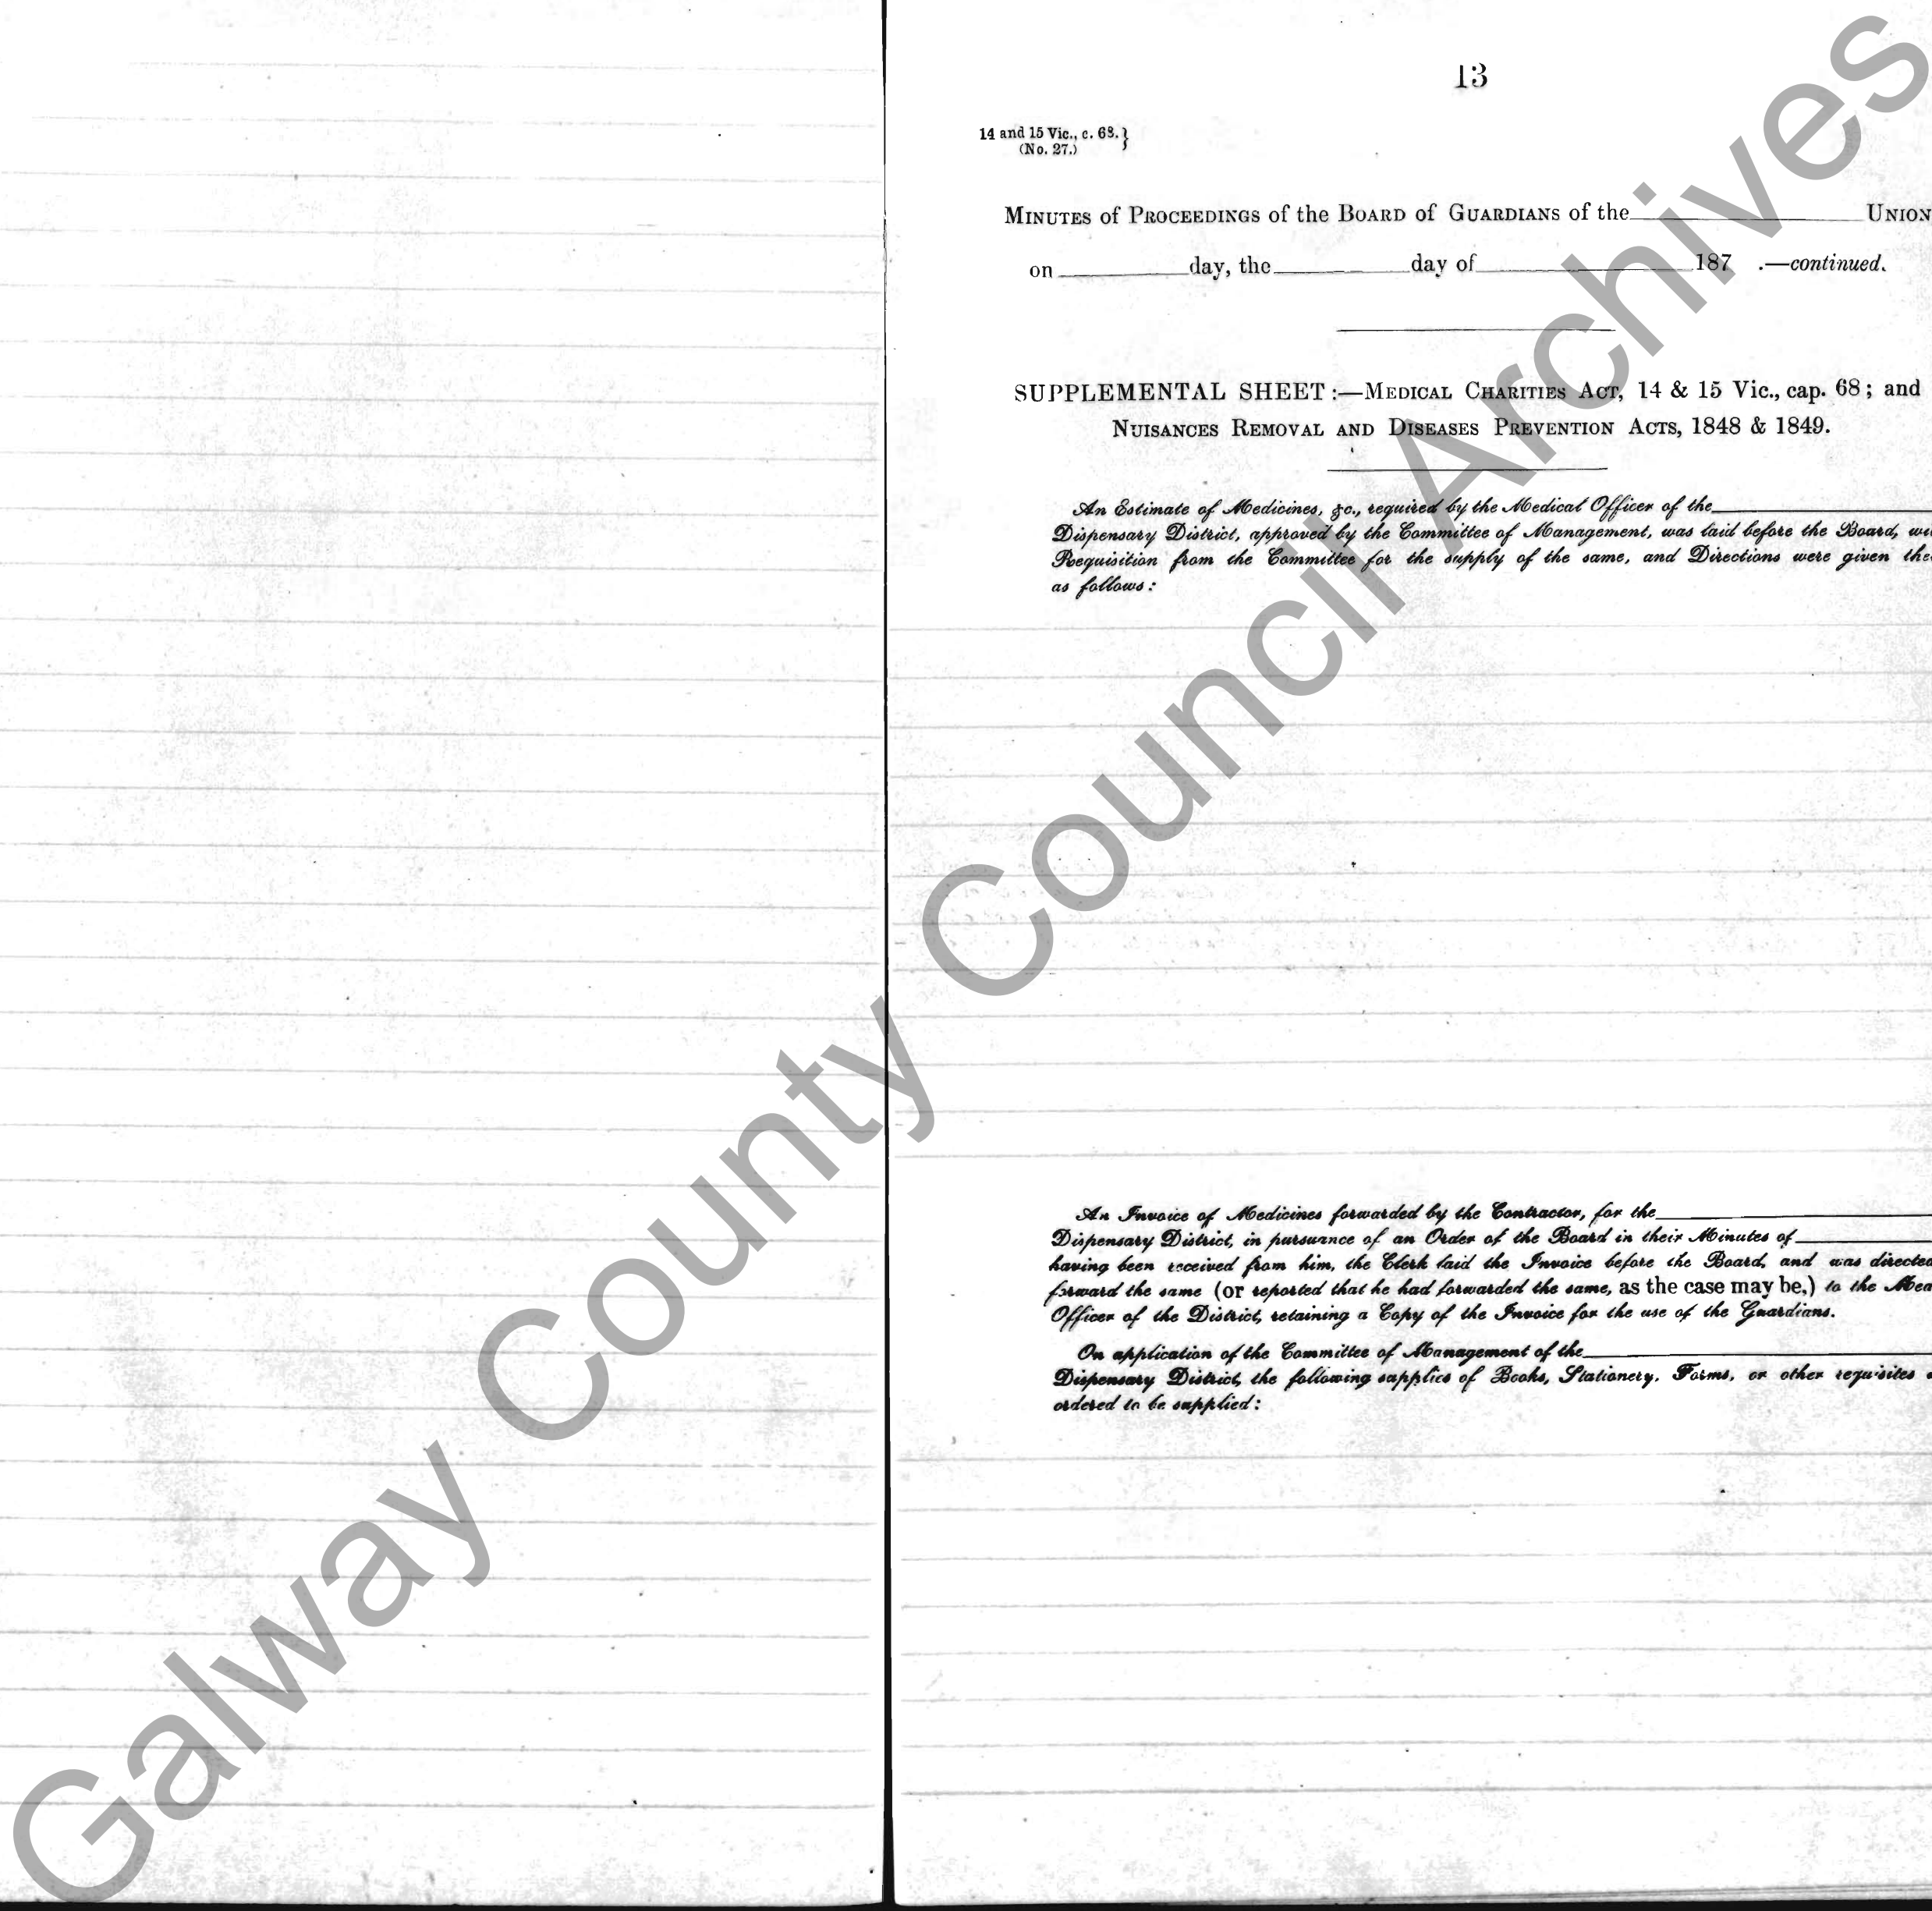 13
14 and 15 Vic., c. 68.}
(No. 27.)
MINUTES of PROCEEDINGS of the BOARD of GUARDIANS of the UNION
on day, the day of 187 .—continued.
SUPPLEMENTAL SHEET:—MEDICAL CHARITIES ACT, 14 & 15 Vic., cap. 68; and
NUISANCES REMOVAL AND DISEASES PREVENTION ACTS, 1848 & 1849.
An Estimate of Medicines, &c., required by the Medical Officer of the
Dispensary District, approved by the Committee of Management, was laid before the Board, wi
Requisition from the Committee for the supply of the same, and Directions were given the
as follows:
An Invoice of Medicines forwarded by the Contractor, for the
Dispensary District, in pursuance of an Order of the Board in their Minutes of
having been received from him, the Clerk laid the Invoice before the Board, and was directed
forward the same (or reported that he had forwarded the same, as the case may be,) to the Med
Officer of the District, retaining a Copy of the Invoice for the use of the Guardians.
On application of the Committee of Management of the
Dispensary District, the following supplies of Books, Stationery, Forms, or other requisites
ordered to be supplied:
Galway County Council Archives